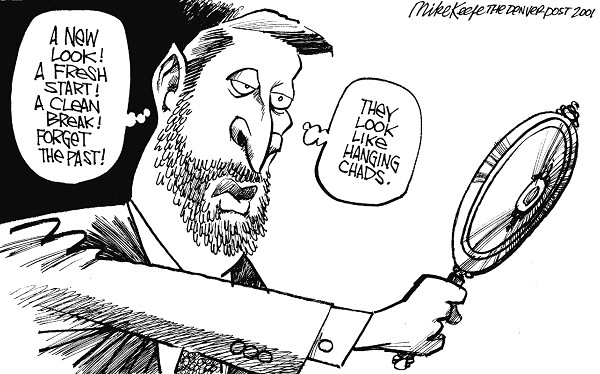 Mike Keefe THE DENVER POST 2001
A NEW
LOOK!
A FRESH
START!
A CLEAN
BREAK!
FORGET
THE PAST!
THEY
LOOK
LIKE
HANGING
CHADS.